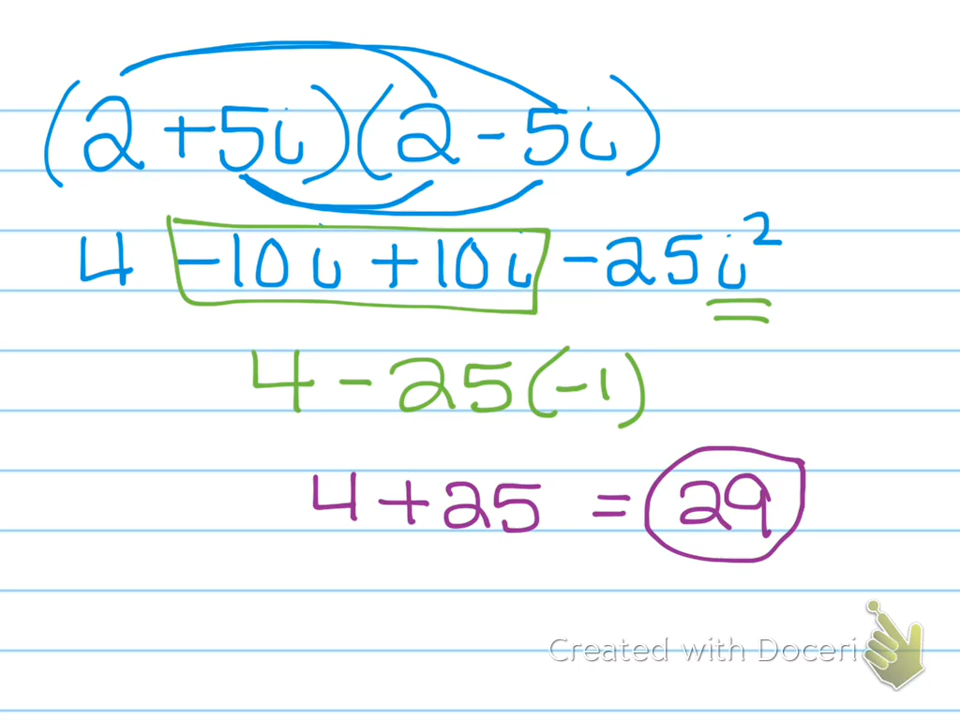 (2 + 5i)(2 - 5i)
4 -10i + 10i - 25i²
4 - 25(-1)
4 + 25 = 29
Created with Doceri